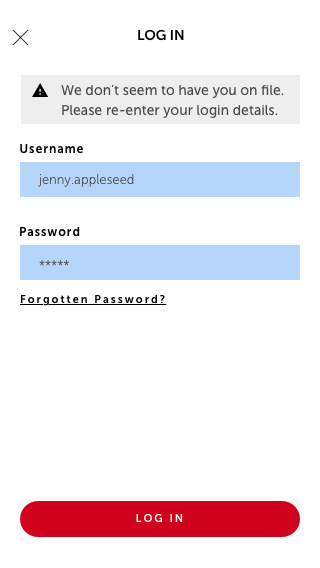 LOG IN
We don't seem to have you on file.
Please re-enter your login details.
Username
jenny.appleseed
Password
*****
Forgotten Password?
LOG IN